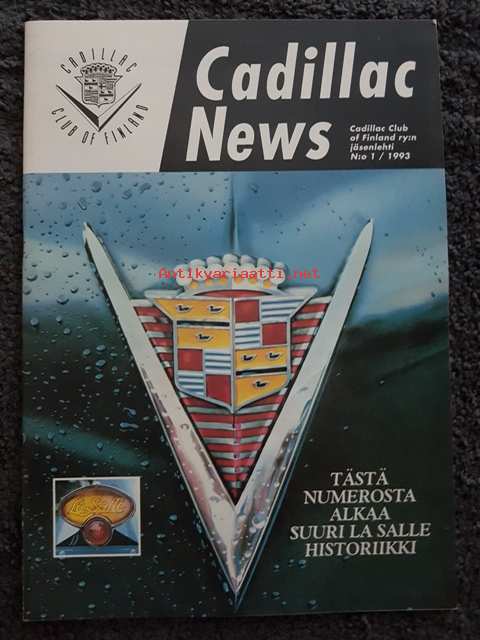 CADILLAC
CLUB OF FINLAND
Cadillac
News
Cadillac Club
of Finland ry:n
jäsenlehti
N:o 1 / 1993
Antikvariaatti.net
La Salle
TÄSTÄ
NUMEROSTA
ALKAA
SUURI LA SALLE
HISTORIIKKI